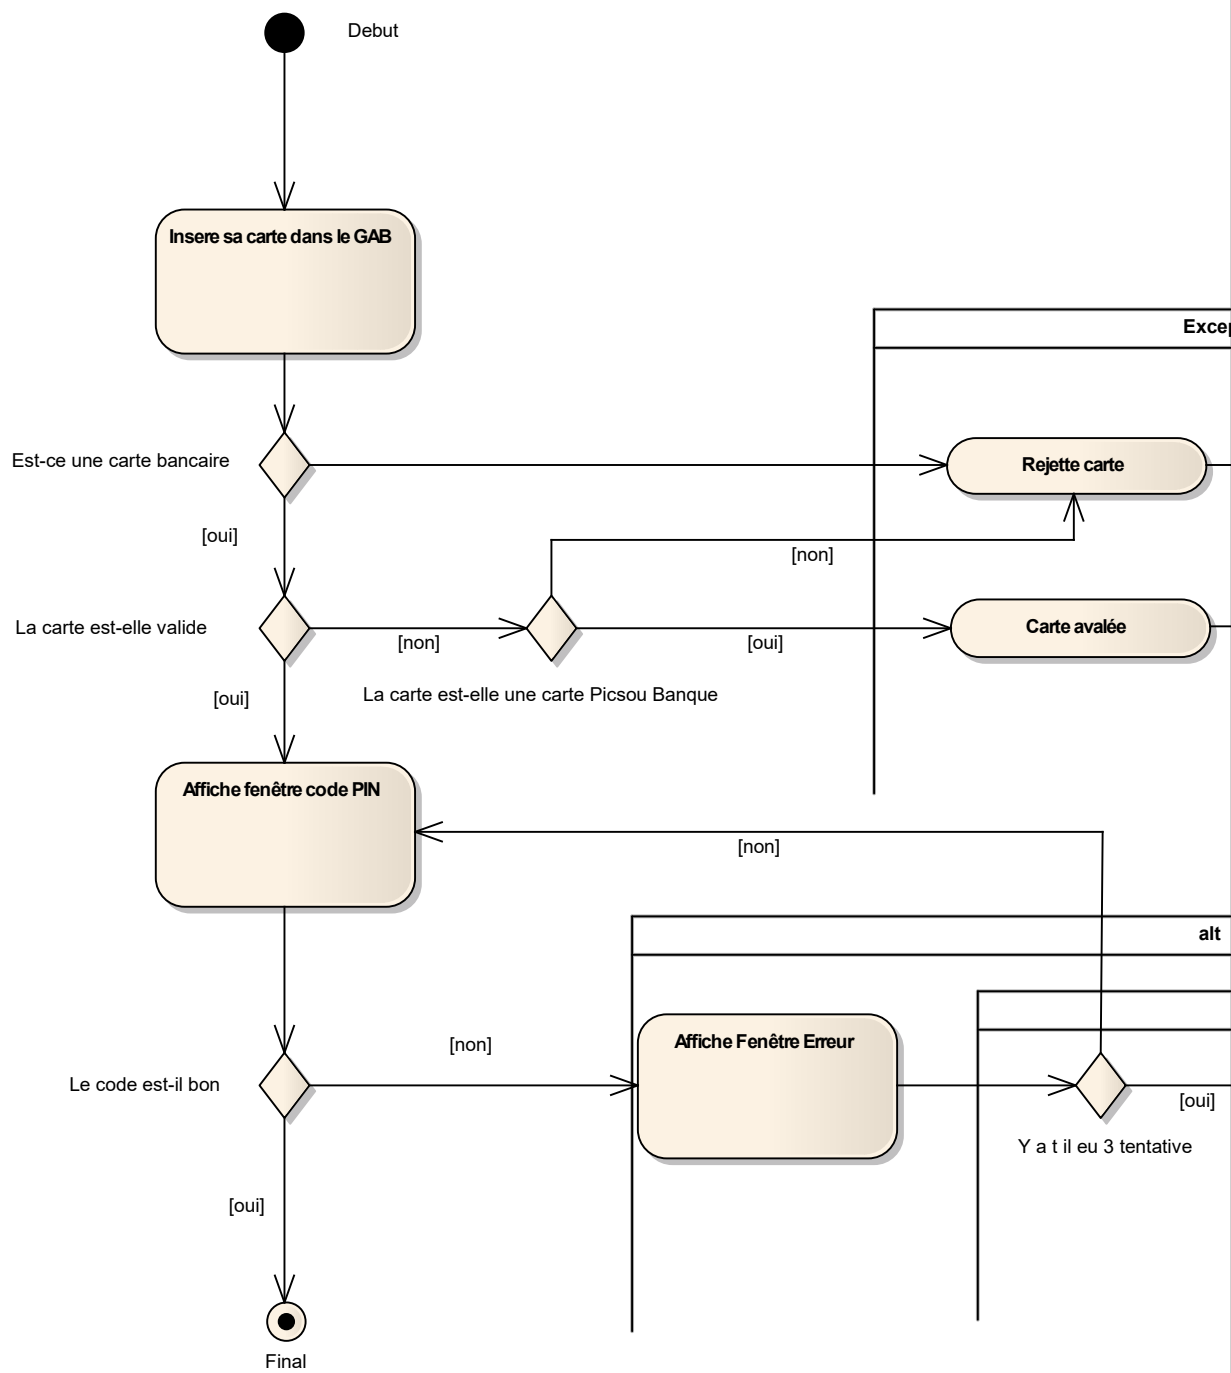 Debut
Insere sa carte dans le GAB
Excep
Est-ce une carte bancaire
Rejette carte
[oui]
[non]
La carte est-elle valide
[non]
[oui]
Carte avalée
[oui]
La carte est-elle une carte Picsou Banque
Affiche fenêtre code PIN
[non]
alt
Affiche Fenêtre Erreur
[non]
Le code est-il bon
[oui]
Y a t il eu 3 tentative
[oui]
Final